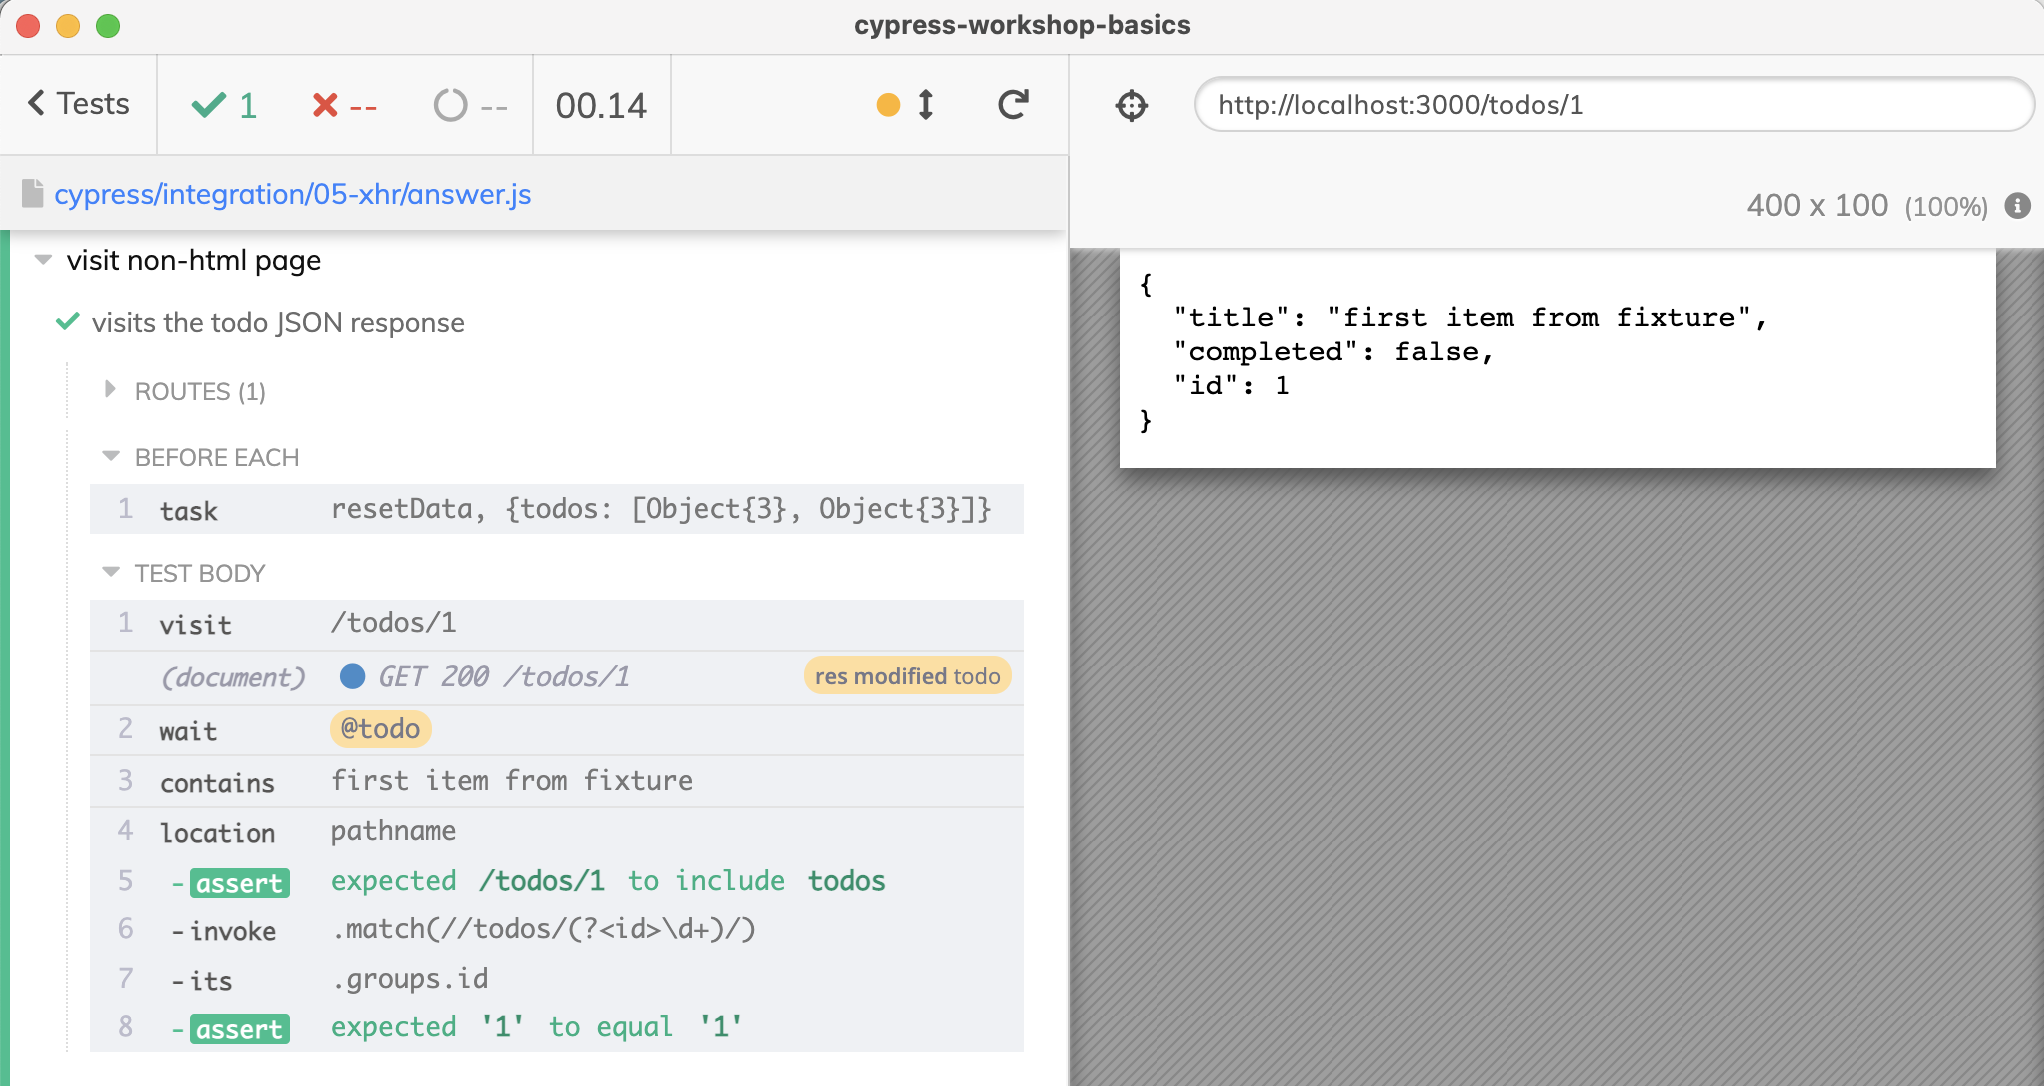 cypress-workshop-basics
Tests 1 -- -- 00.14
http://localhost:3000/todos/1
400 x 100 (100%)
cypress/integration/05-xhr/answer.js
visit non-html page
visits the todo JSON response
ROUTES (1)
BEFORE EACH
1 task resetData, {todos: [Object{3}, Object{3}]}
TEST BODY
1 visit /todos/1
(document) GET 200 /todos/1 res modified todo
2 wait @todo
3 contains first item from fixture
4 location pathname
5 -assert expected /todos/1 to include todos
6 -invoke .match(//todos/(?<id>\d+)/)
7 -its .groups.id
8 -assert expected '1' to equal '1'
{
"title": "first item from fixture",
"completed": false,
"id": 1
}